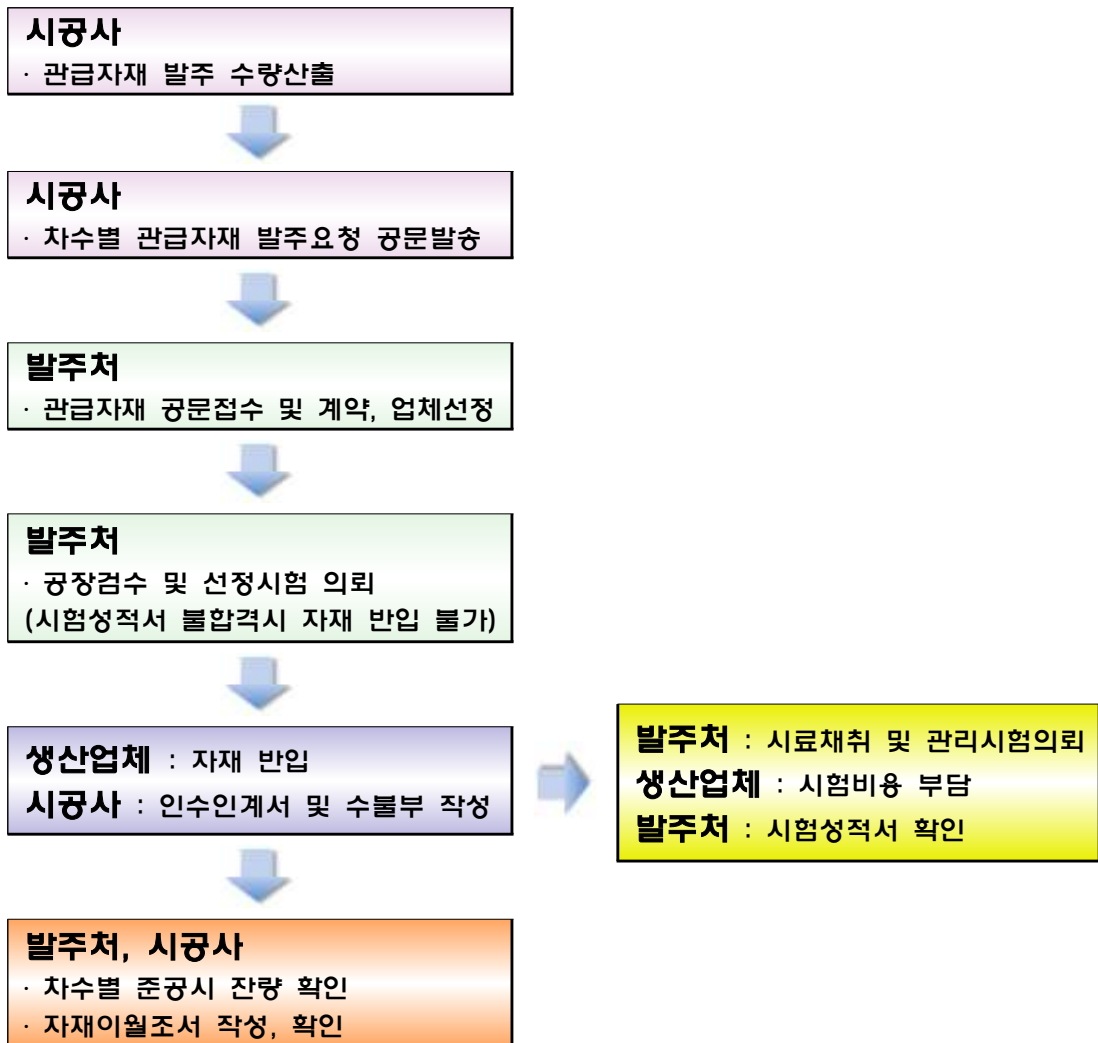 시공사
· 관급자재 발주 수량산출
시공사
· 차수별 관급자재 발주요청 공문발송
발주처
· 관급자재 공문접수 및 계약, 업체선정
발주처
· 공장검수 및 선정시험 의뢰
(시험성적서 불합격시 자재 반입 불가)
생산업체 : 자재 반입
시공사 : 인수인계서 및 수불부 작성
발주처 : 시료채취 및 관리시험의뢰
생산업체 : 시험비용 부담
발주처 : 시험성적서 확인
발주처, 시공사
· 차수별 준공시 잔량 확인
· 자재이월조서 작성, 확인